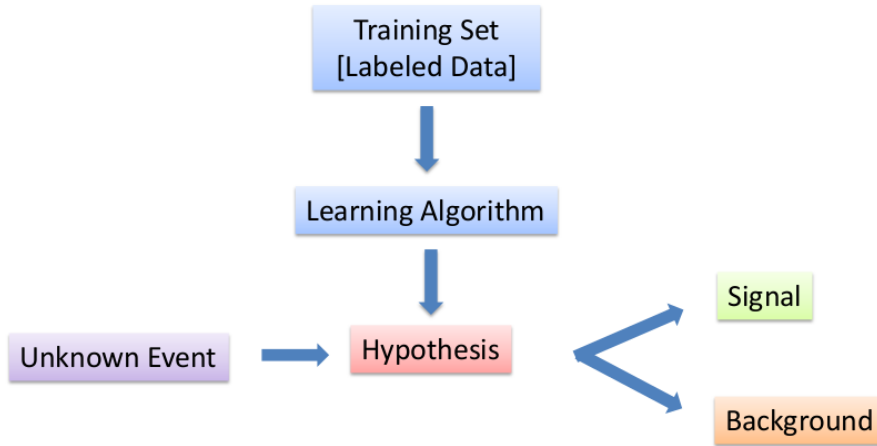 Training Set
[Labeled Data]
Learning Algorithm
Signal
Unknown Event
Hypothesis
Background